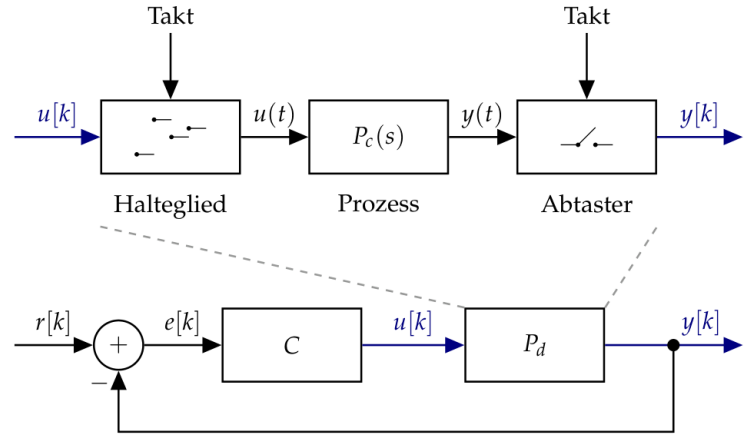 Takt Takt
u[k] u(t) P_c(s) y(t) y[k]
Halteglied Prozess Abtaster
r[k] + e[k] C u[k] P_d y[k]
−